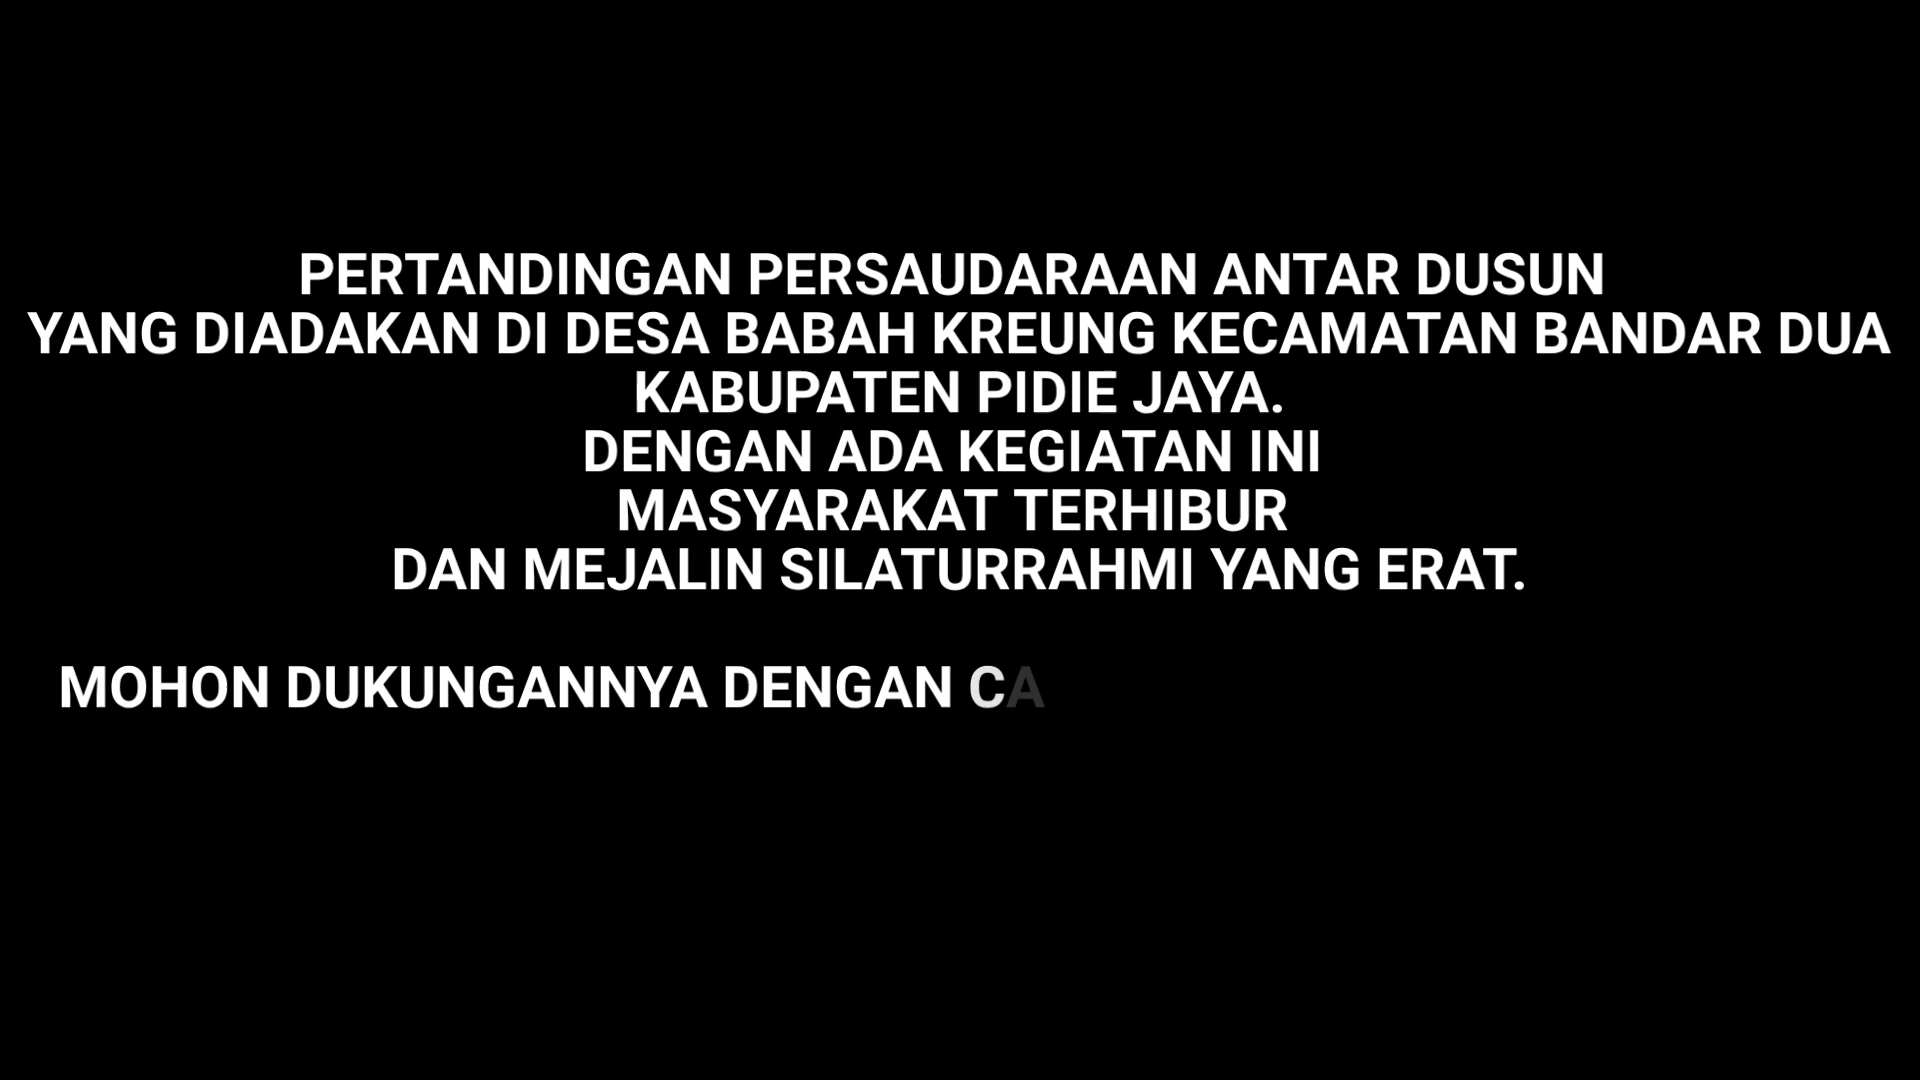 PERTANDINGAN PERSAUDARAAN ANTAR DUSUN
YANG DIADAKAN DI DESA BABAH KREUNG KECAMATAN BANDAR DUA
KABUPATEN PIDIE JAYA.
DENGAN ADA KEGIATAN INI
MASYARAKAT TERHIBUR
DAN MEJALIN SILATURRAHMI YANG ERAT.
MOHON DUKUNGANNYA DENGAN CA